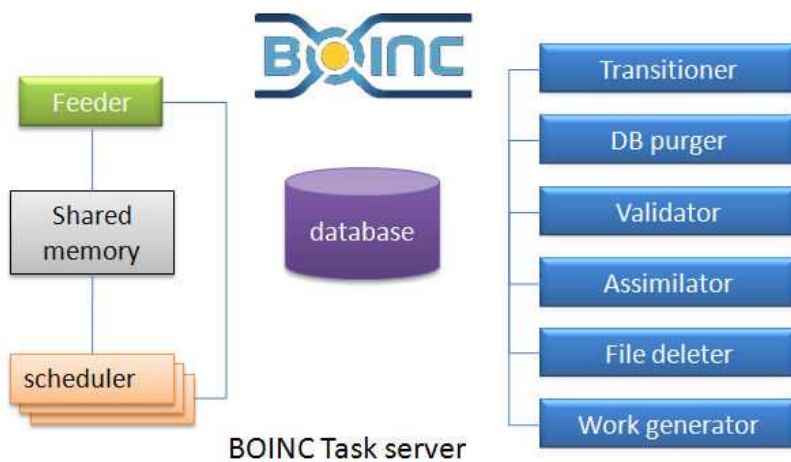 BOINC
Feeder
Shared
memory
scheduler
database
Transitioner
DB purger
Validator
Assimilator
File deleter
Work generator
BOINC Task server